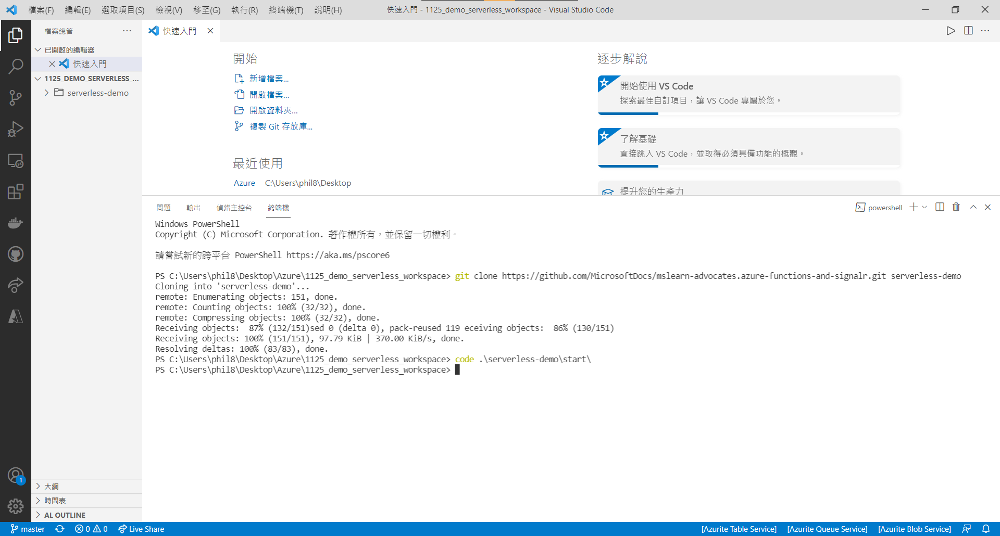 檔案(F) 編輯(E) 選取項目(S) 檢視(V) 移至(G) 執行(R) 終端機(T) 說明(H) 快速入門 - 1125_demo_serverless_workspace - Visual Studio Code
檔案總管 ...
快速入門
已開啟的編輯器
快速入門
1125_DEMO_SERVERLESS_...
serverless-demo
開始
新增檔案...
開啟檔案...
開啟資料夾...
複製 Git 存放庫...
最近使用
Azure C:\Users\phil8\Desktop
逐步解說
開始使用 VS Code
探索最佳自訂項目，讓 VS Code 專屬於您。
了解基礎
直接跳入 VS Code，並取得必須具備功能的概觀。
提升您的生產力
問題 輸出 偵錯主控台 終端機 powershell
Windows PowerShell
Copyright (C) Microsoft Corporation. 著作權所有，並保留一切權利。
請嘗試新的跨平台 PowerShell https://aka.ms/pscore6
PS C:\Users\phil8\Desktop\Azure\1125_demo_serverless_workspace> git clone https://github.com/MicrosoftDocs/mslearn-advocates.azure-functions-and-signalr.git serverless-demo
Cloning into 'serverless-demo'...
remote: Enumerating objects: 151, done.
remote: Counting objects: 100% (32/32), done.
remote: Compressing objects: 100% (32/32), done.
Receiving objects:  87% (132/151)sed 0 (delta 0), pack-reused 119 eceiving objects:  86% (130/151)
Receiving objects: 100% (151/151), 97.79 KiB | 370.00 KiB/s, done.
Resolving deltas: 100% (83/83), done.
PS C:\Users\phil8\Desktop\Azure\1125_demo_serverless_workspace> code .\serverless-demo\start\
PS C:\Users\phil8\Desktop\Azure\1125_demo_serverless_workspace>
1
大綱
時間表
AL OUTLINE
master 0 0 Live Share [Azurite Table Service] [Azurite Queue Service] [Azurite Blob Service]